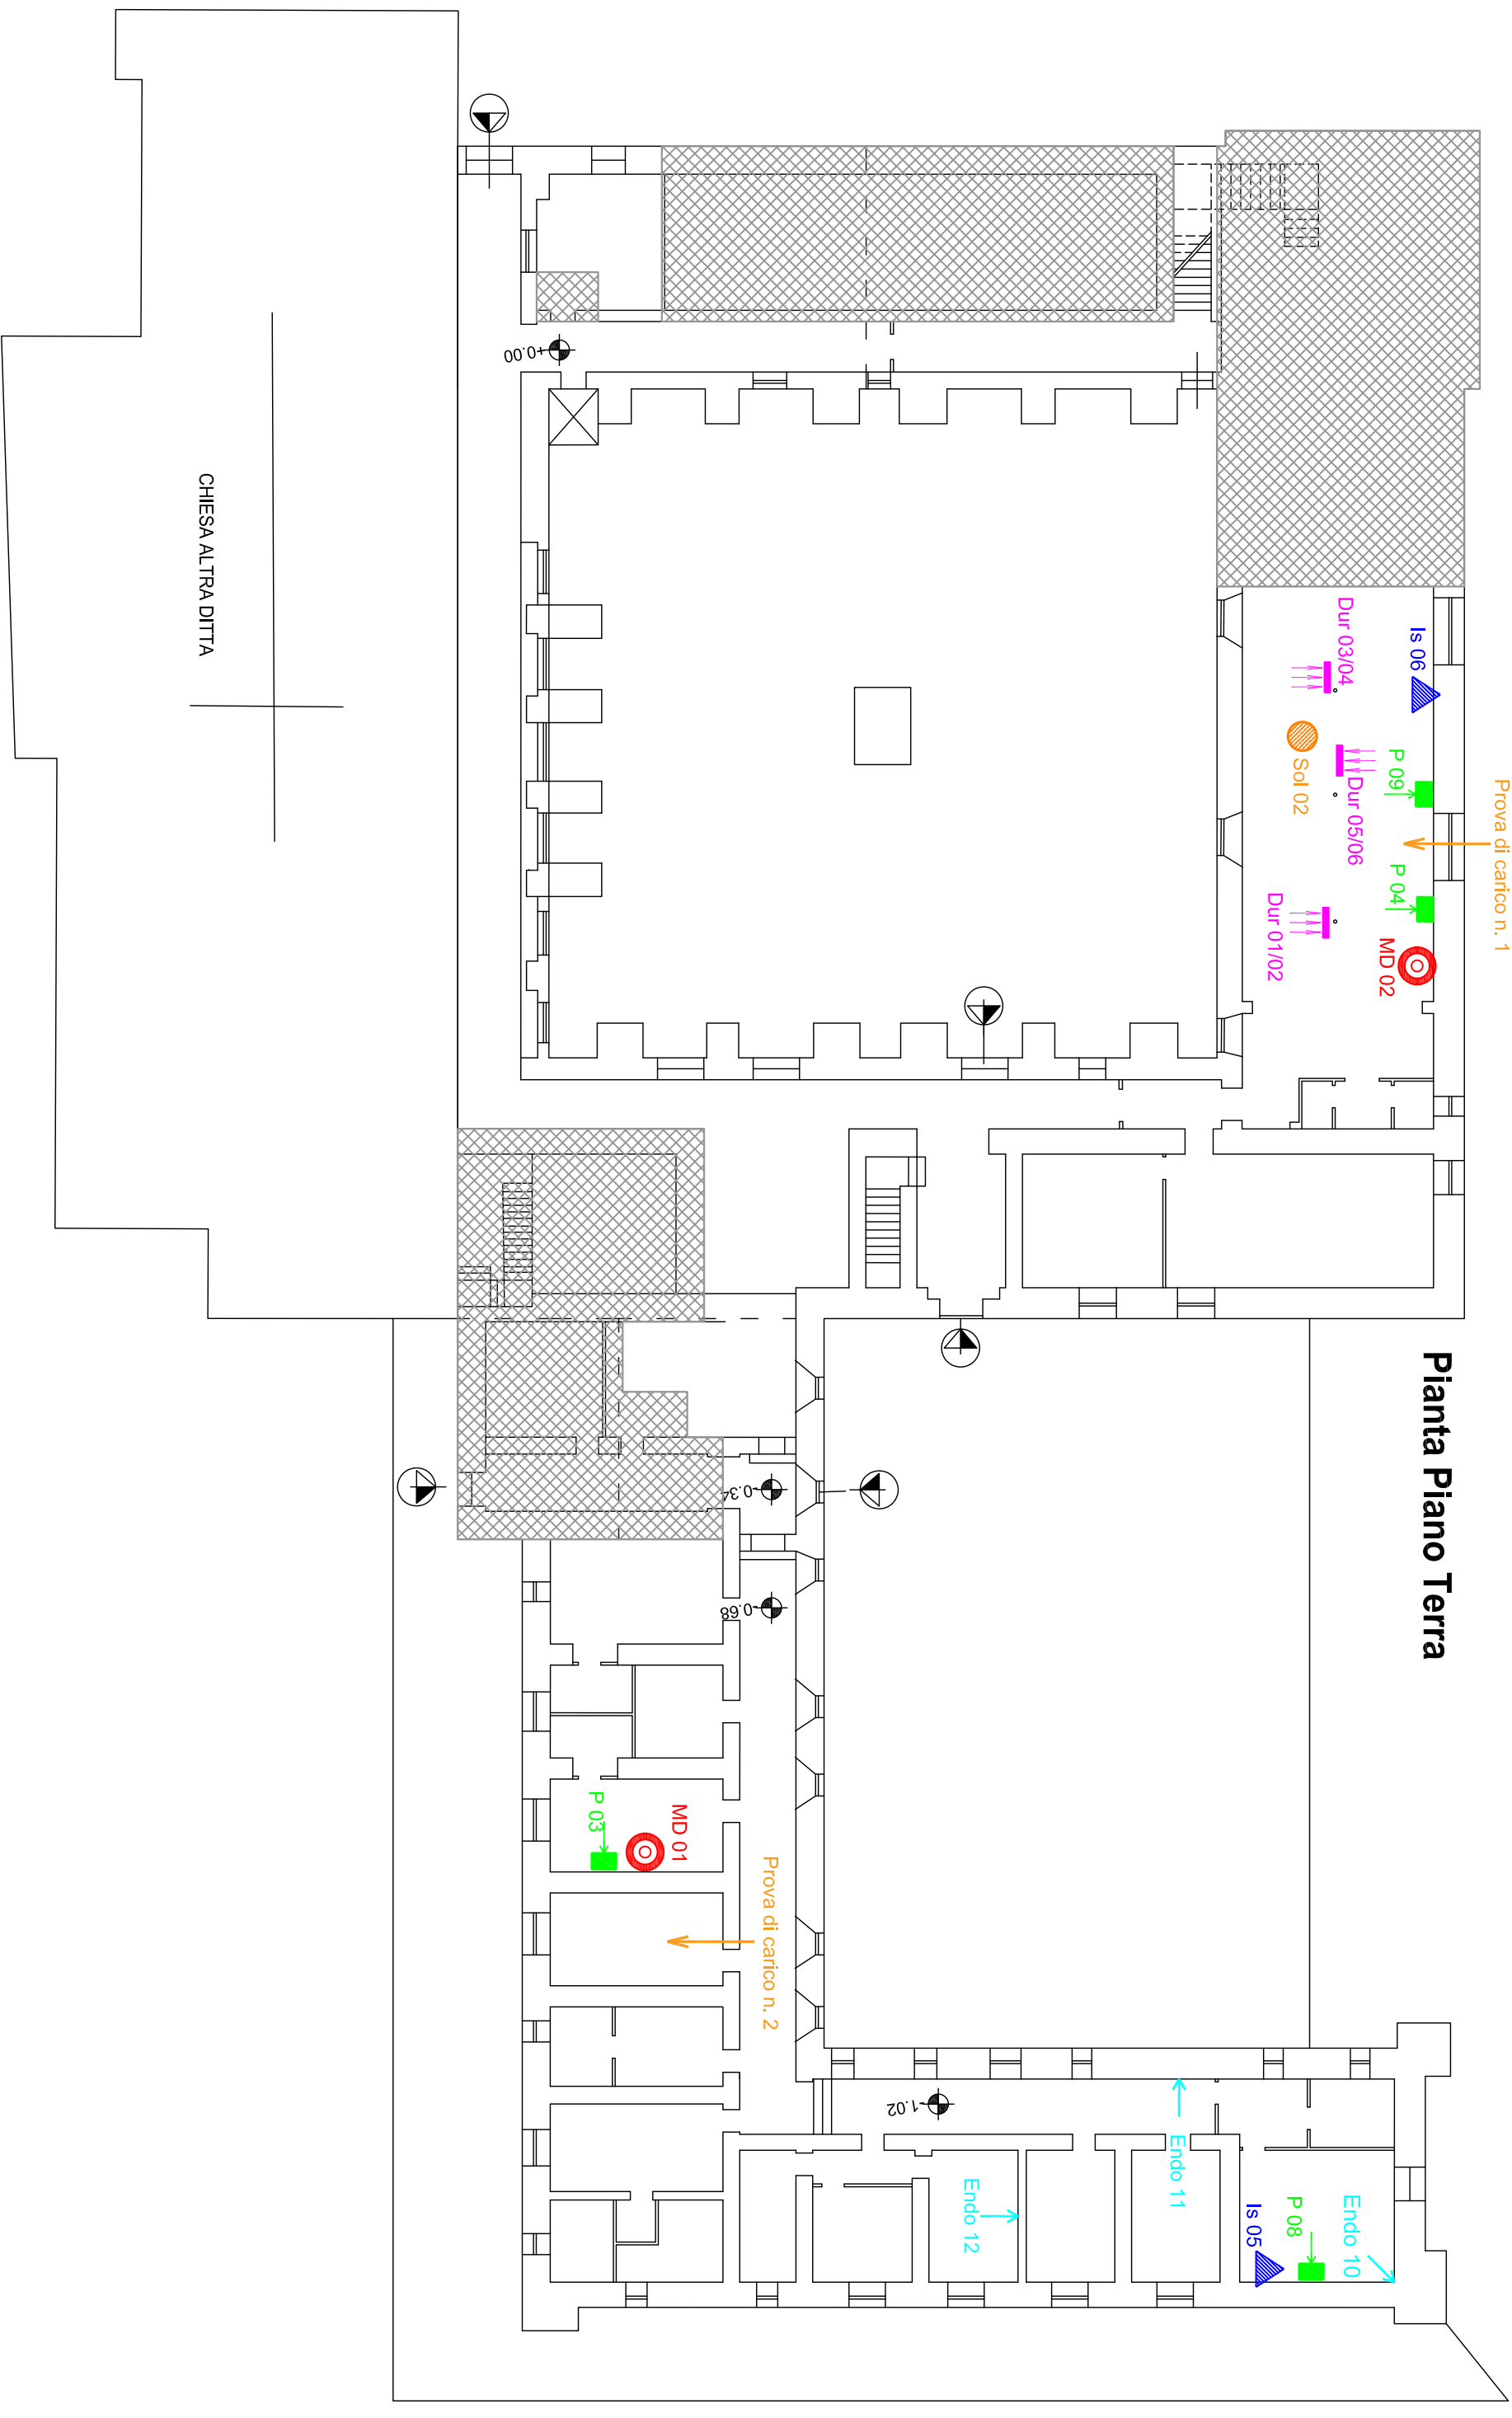 Pianta Piano Terra
Prova di carico n. 1
Is 06
P 09
P 04
MD 02
Dur 03/04
Dur 05/06
Sol 02
Dur 01/02
+0.00
CHIESA ALTRA DITTA
-0.34
-0.68
P 03
MD 01
Prova di carico n. 2
-1.02
Endo 11
Endo 12
Endo 10
P 08
Is 05